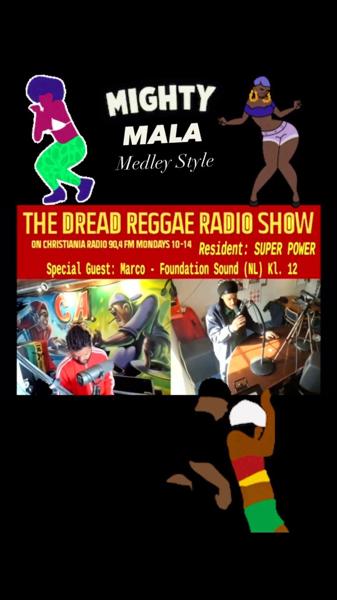 MIGHTY
MALA
Medley Style
THE DREAD REGGAE RADIO SHOW
ON CHRISTIANIA RADIO 90,4 FM MONDAYS 10-14 Resident: SUPER POWER
Special Guest: Marco - Foundation Sound (NL) Kl. 12